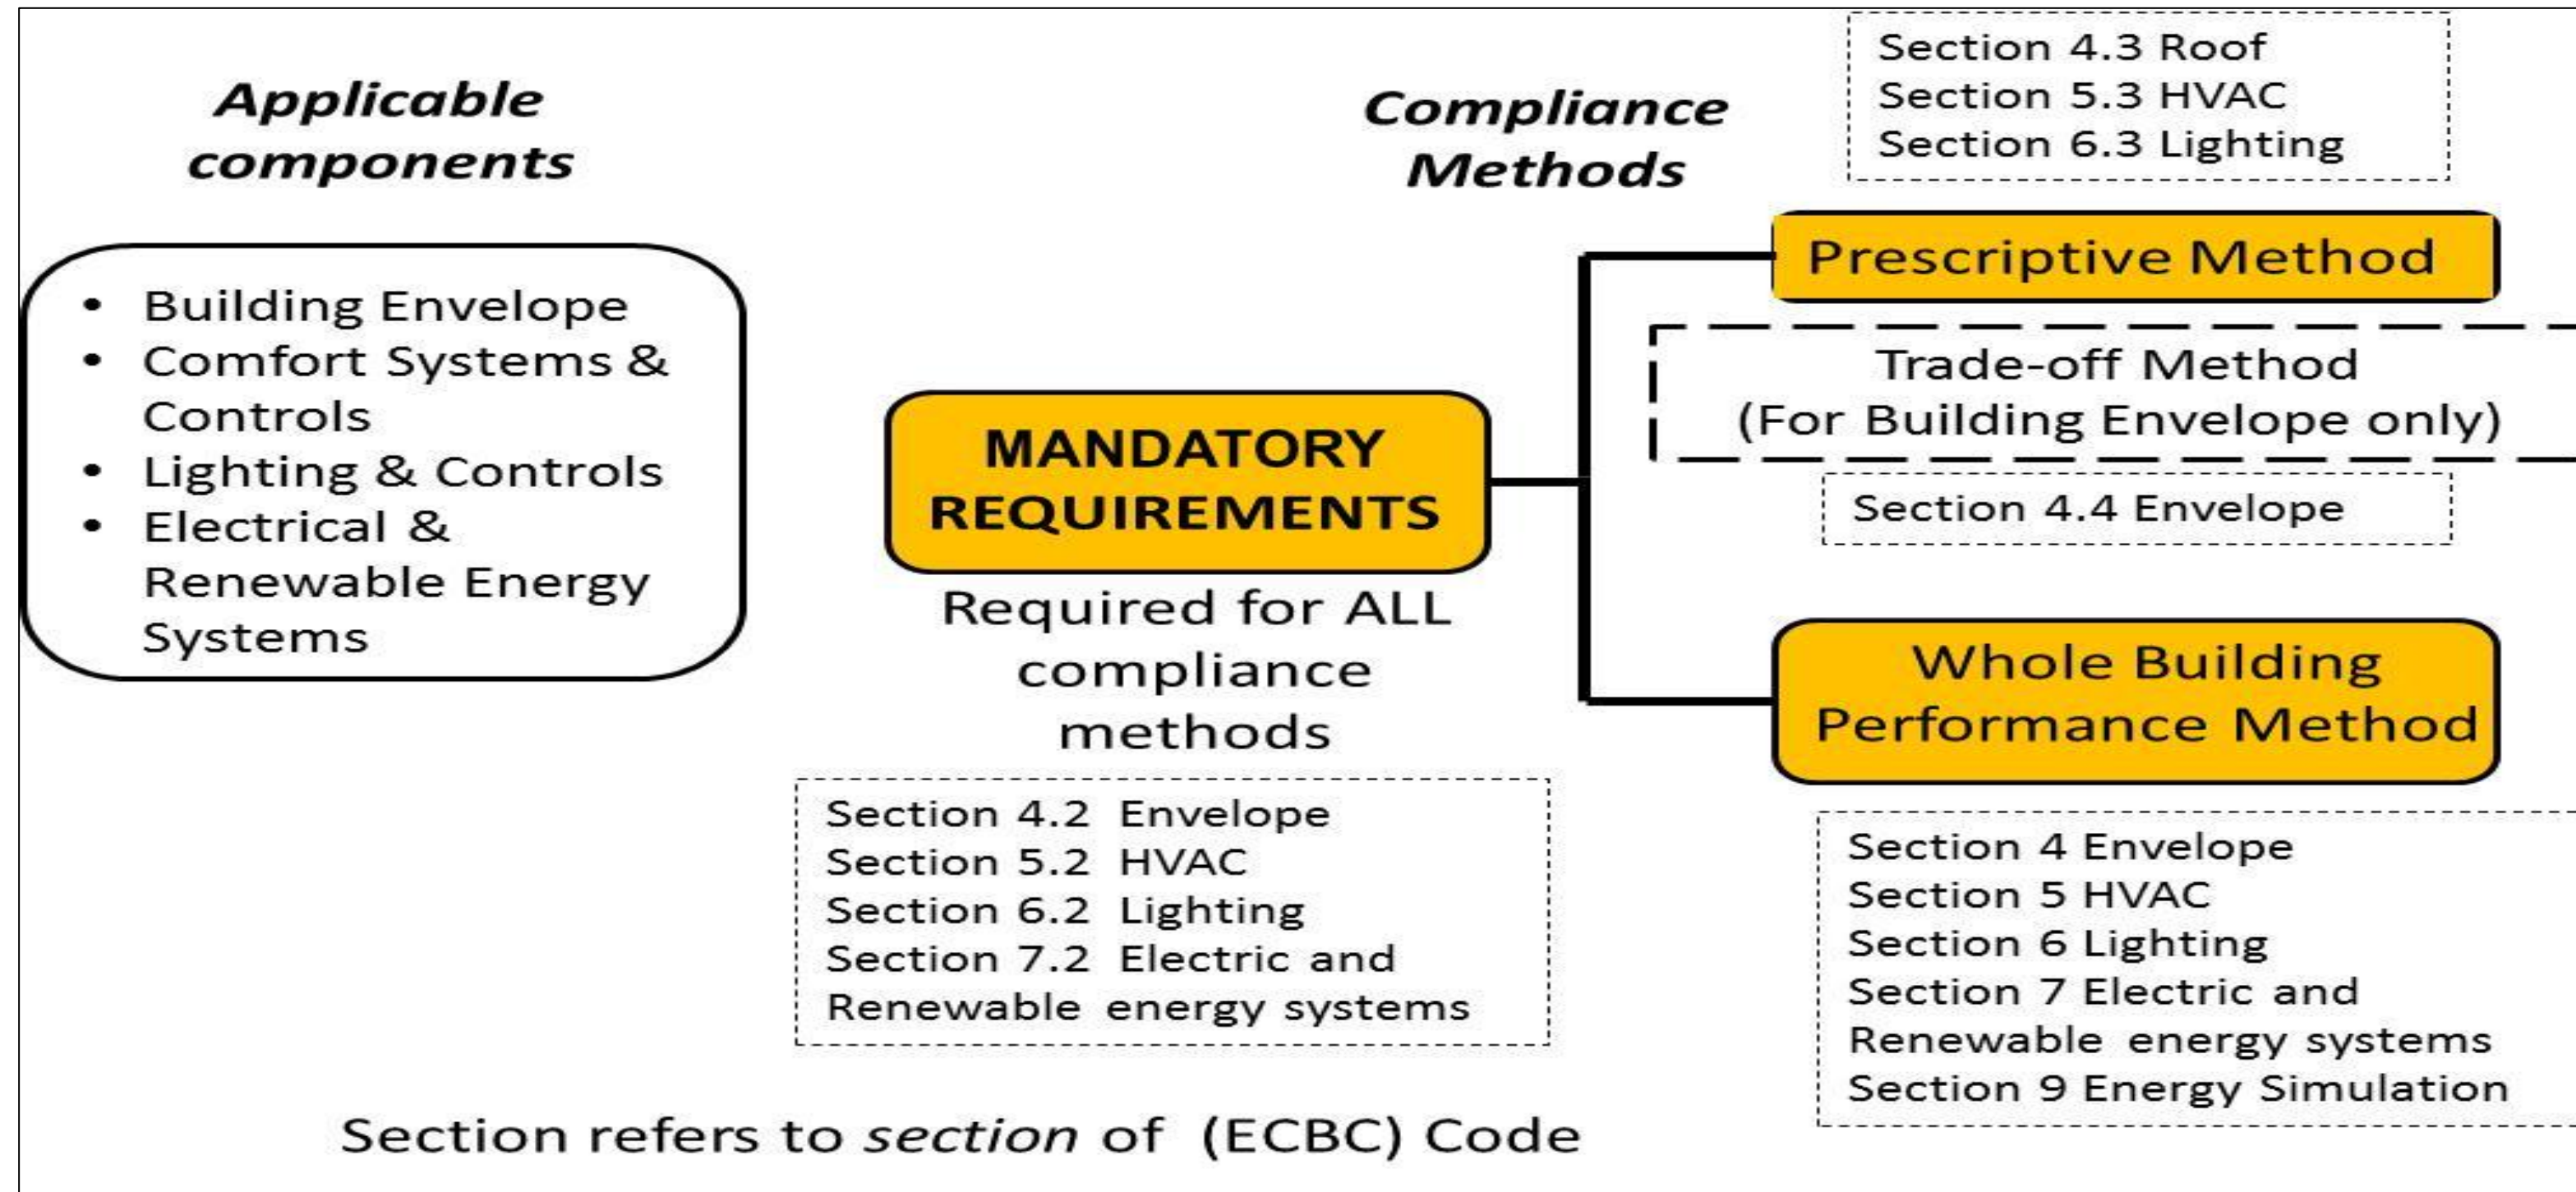 Applicable
components
• Building Envelope
• Comfort Systems &
Controls
• Lighting & Controls
• Electrical &
Renewable Energy
Systems
MANDATORY
REQUIREMENTS
Required for ALL
compliance
methods
Section 4.2 Envelope
Section 5.2 HVAC
Section 6.2 Lighting
Section 7.2 Electric and
Renewable energy systems
Compliance
Methods
Section 4.3 Roof
Section 5.3 HVAC
Section 6.3 Lighting
Prescriptive Method
Trade-off Method
(For Building Envelope only)
Section 4.4 Envelope
Whole Building
Performance Method
Section 4 Envelope
Section 5 HVAC
Section 6 Lighting
Section 7 Electric and
Renewable energy systems
Section 9 Energy Simulation
Section refers to section of (ECBC) Code